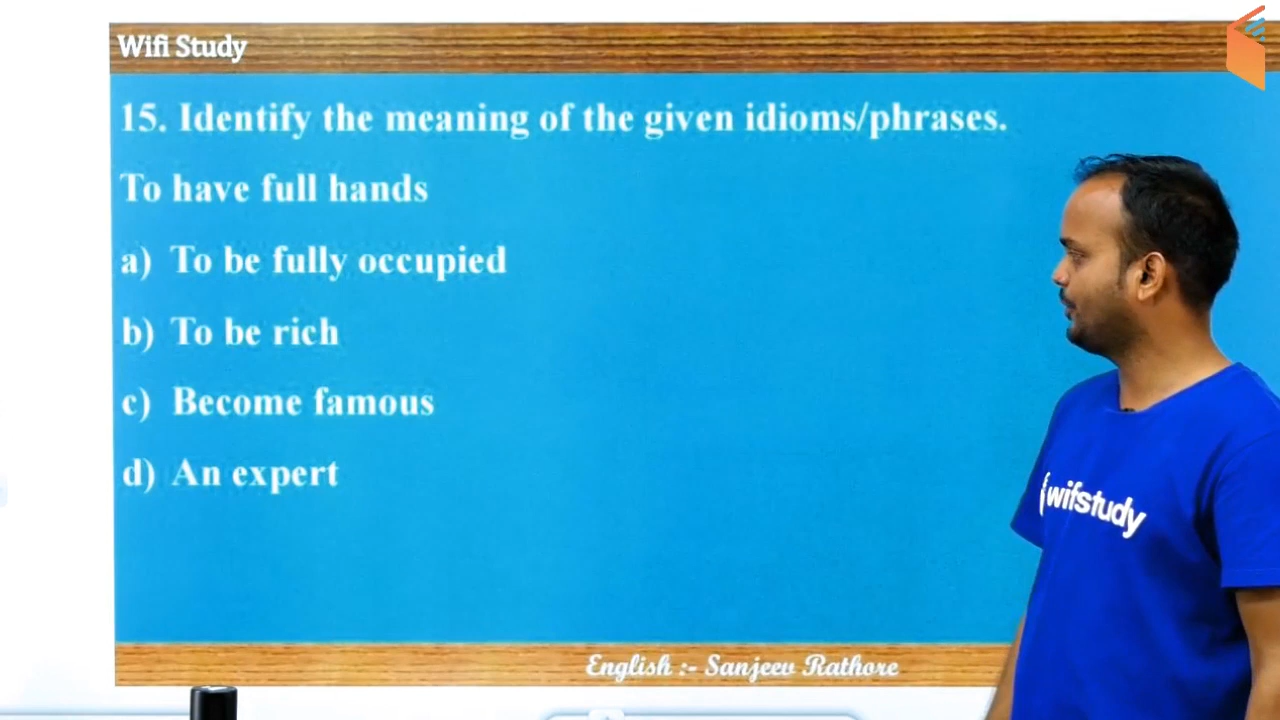 Wifi Study
15. Identify the meaning of the given idioms/phrases.
To have full hands
a) To be fully occupied
b) To be rich
c) Become famous
d) An expert
wifistudy
English :- Sanjeev Rathore